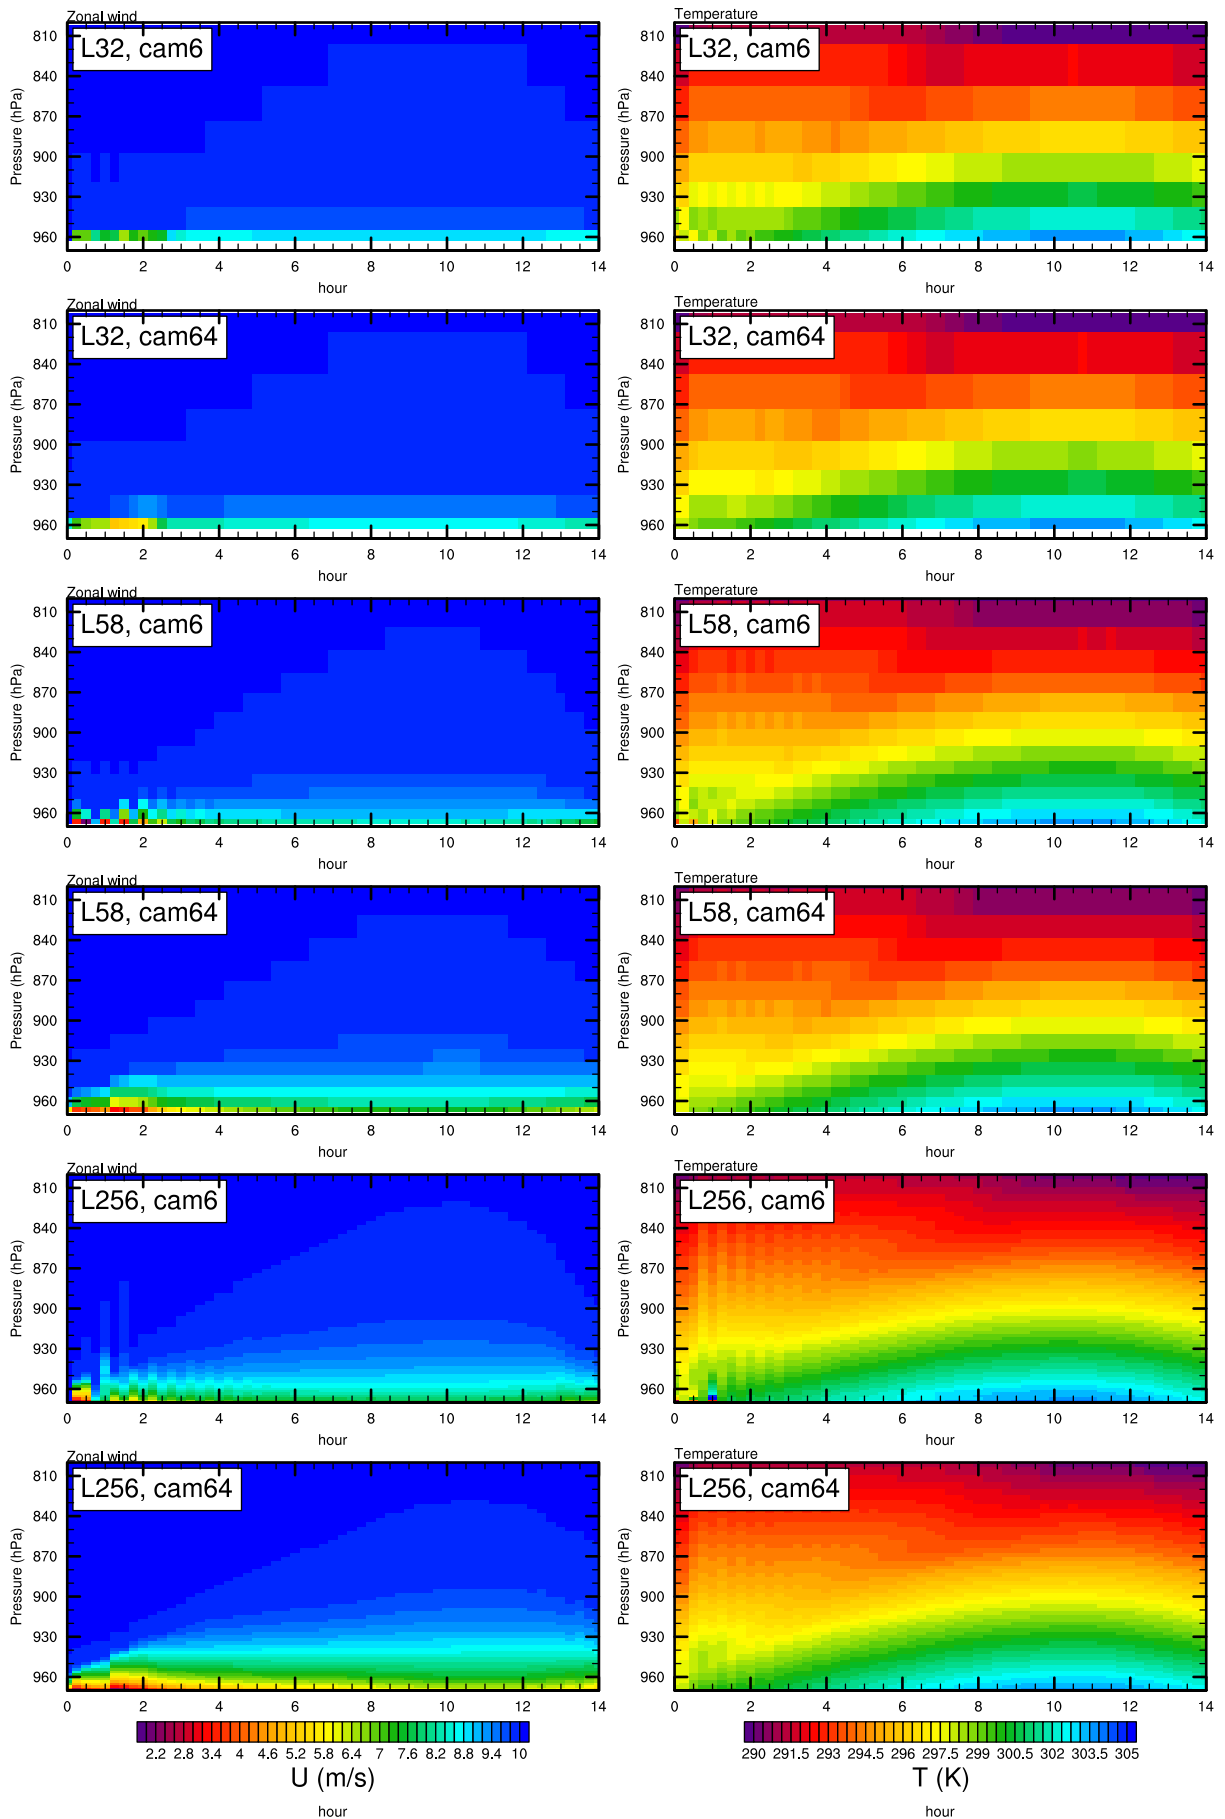 Zonal wind
L32, cam6
Pressure (hPa)
810
840
870
900
930
960
0 2 4 6 8 10 12 14
hour
Temperature
L32, cam6
Pressure (hPa)
810
840
870
900
930
960
0 2 4 6 8 10 12 14
hour
Zonal wind
L32, cam64
Pressure (hPa)
810
840
870
900
930
960
0 2 4 6 8 10 12 14
hour
Temperature
L32, cam64
Pressure (hPa)
810
840
870
900
930
960
0 2 4 6 8 10 12 14
hour
Zonal wind
L58, cam6
Pressure (hPa)
810
840
870
900
930
960
0 2 4 6 8 10 12 14
hour
Temperature
L58, cam6
Pressure (hPa)
810
840
870
900
930
960
0 2 4 6 8 10 12 14
hour
Zonal wind
L58, cam64
Pressure (hPa)
810
840
870
900
930
960
0 2 4 6 8 10 12 14
hour
Temperature
L58, cam64
Pressure (hPa)
810
840
870
900
930
960
0 2 4 6 8 10 12 14
hour
Zonal wind
L256, cam6
Pressure (hPa)
810
840
870
900
930
960
0 2 4 6 8 10 12 14
hour
Temperature
L256, cam6
Pressure (hPa)
810
840
870
900
930
960
0 2 4 6 8 10 12 14
hour
Zonal wind
L256, cam64
Pressure (hPa)
810
840
870
900
930
960
0 2 4 6 8 10 12 14
2.2 2.8 3.4 4 4.6 5.2 5.8 6.4 7 7.6 8.2 8.8 9.4 10
U (m/s)
hour
Temperature
L256, cam64
Pressure (hPa)
810
840
870
900
930
960
0 2 4 6 8 10 12 14
290 291.5 293 294.5 296 297.5 299 300.5 302 303.5 305
T (K)
hour